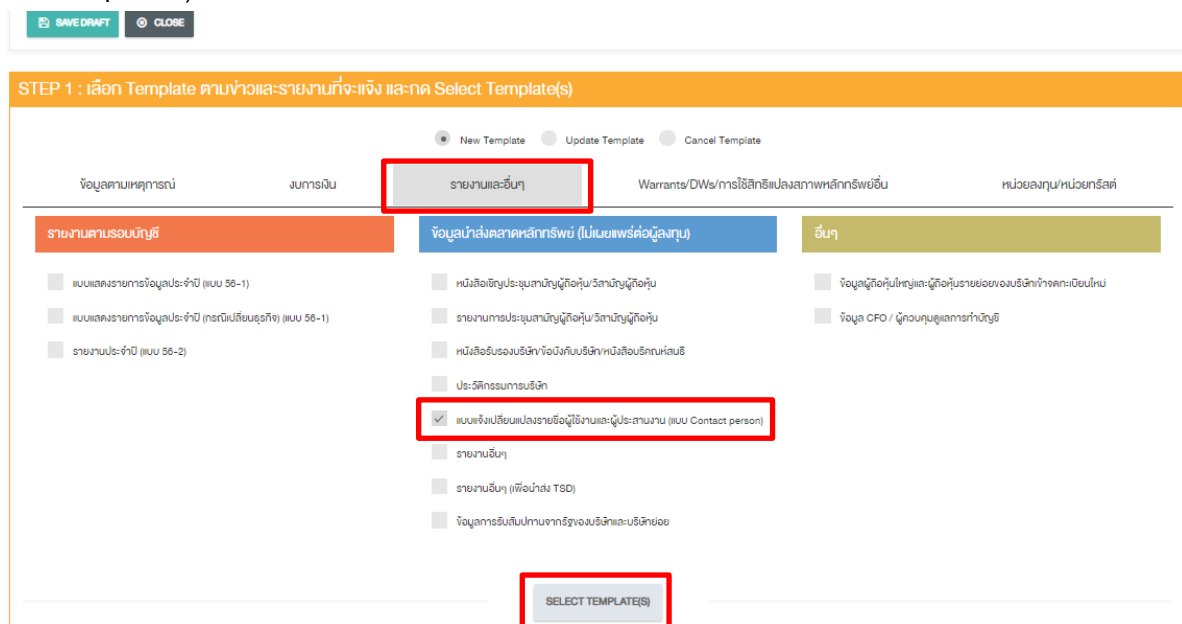 SAVE DRAFT CLOSE
STEP 1 : เลือก Template ตามข่าวและรายงานที่จะแจ้ง และกด Select Template(s)
New Template Update Template Cancel Template
ข้อมูลตามเหตุการณ์ งบการเงิน รายงานและอื่นๆ Warrants/DWs/การใช้สิทธิแปลงสภาพหลักทรัพย์อื่น หน่วยลงทุน/หน่วยทรัสต์
รายงานตามรอบบัญชี
แบบแสดงรายการข้อมูลประจำปี (แบบ 56-1)
แบบแสดงรายการข้อมูลประจำปี (กรณีเปลี่ยนธุรกิจ) (แบบ 56-1)
รายงานประจำปี (แบบ 56-2)
ข้อมูลนำส่งตลาดหลักทรัพย์ (ไม่เผยแพร่ต่อผู้ลงทุน)
หนังสือเชิญประชุมสามัญผู้ถือหุ้น/วิสามัญผู้ถือหุ้น
รายงานการประชุมสามัญผู้ถือหุ้น/วิสามัญผู้ถือหุ้น
หนังสือรับรองบริษัท/ข้อบังคับบริษัท/หนังสือบริคณห์สนธิ
ประวัติกรรมการบริษัท
แบบแจ้งเปลี่ยนแปลงรายชื่อผู้ใช้งานและผู้ประสานงาน (แบบ Contact person)
รายงานอื่นๆ
รายงานอื่นๆ (เพื่อนำส่ง TSD)
ข้อมูลการรับสัมปทานจากรัฐของบริษัทและบริษัทย่อย
อื่นๆ
ข้อมูลผู้ถือหุ้นใหญ่และผู้ถือหุ้นรายย่อยของบริษัทเข้าจดทะเบียนใหม่
ข้อมูล CFO / ผู้ควบคุมดูแลการทำบัญชี
SELECT TEMPLATE(S)